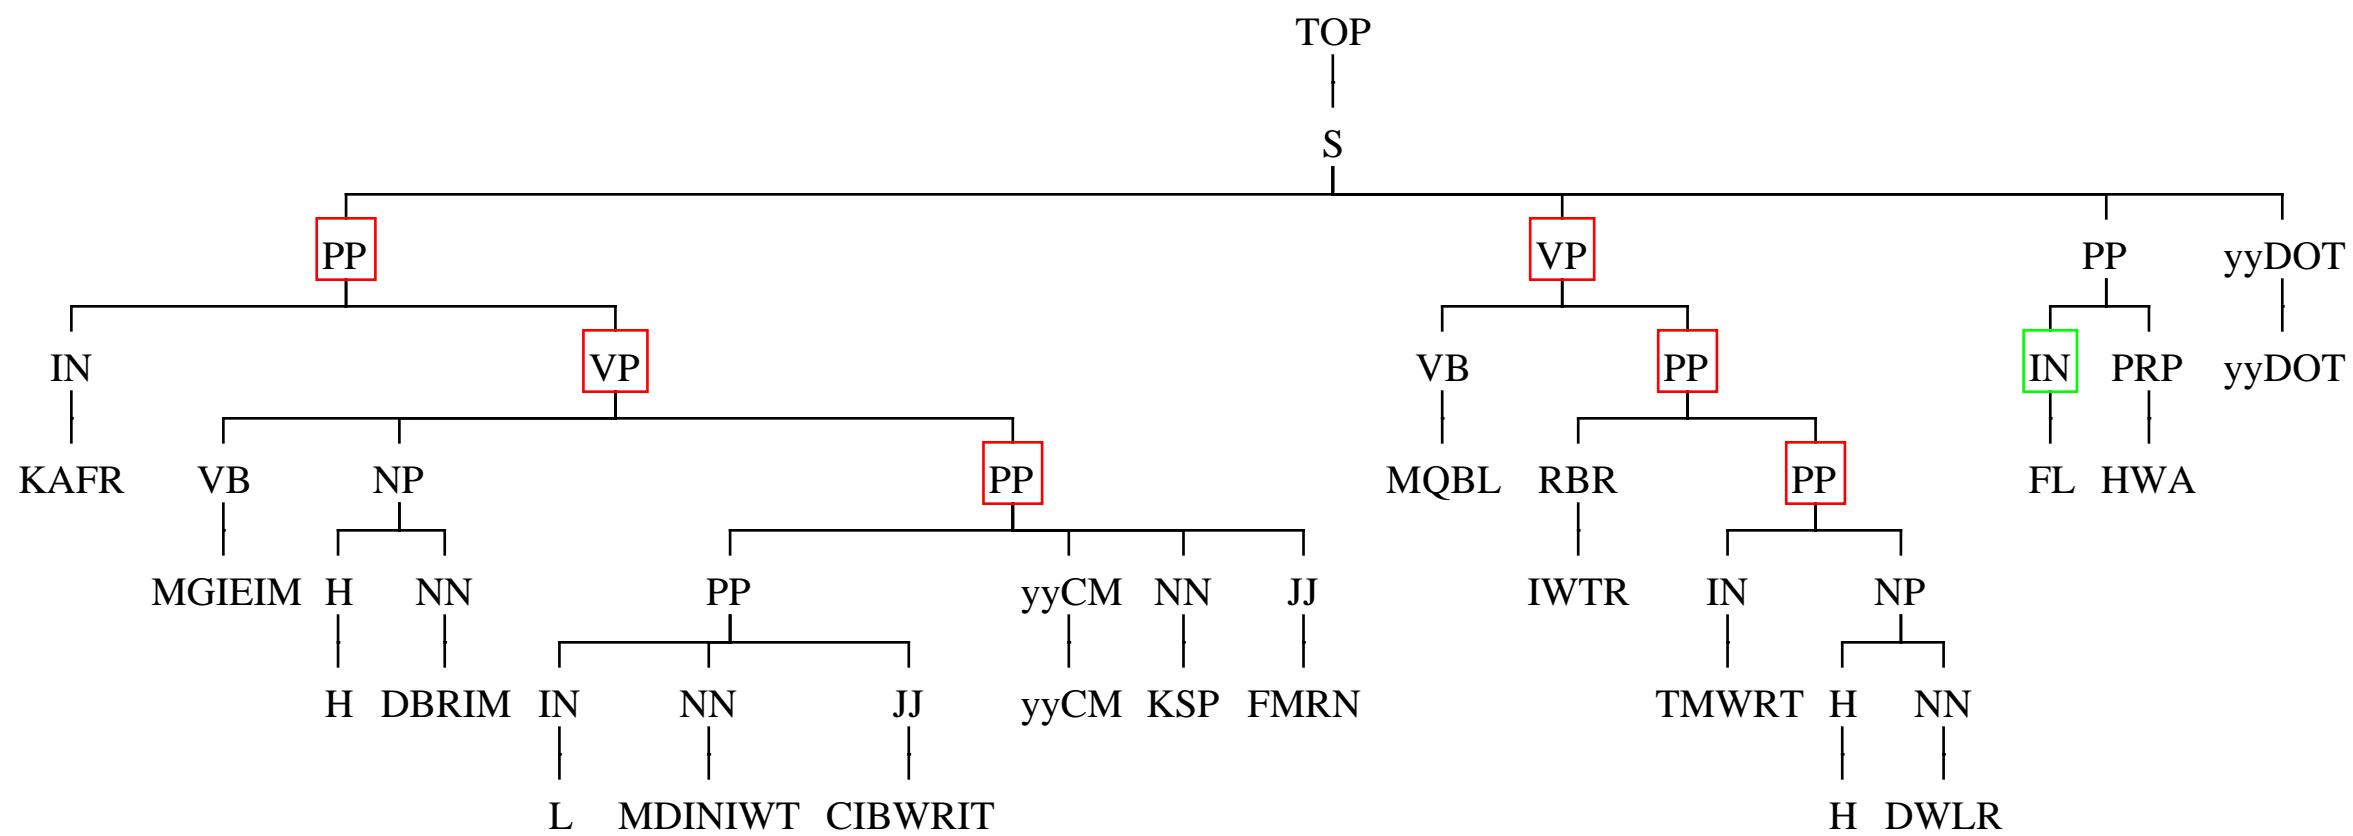 TOP
S
PP VP PP yyDOT
IN VP VB PP IN PRP yyDOT
KAFR VB NP PP MQBL RBR PP FL HWA
MGIEIM H NN PP yyCM NN JJ IWTR IN NP
H DBRIM IN NN JJ yyCM KSP FMRN TMWRT H NN
L MDINIWT CIBWRIT H DWLR